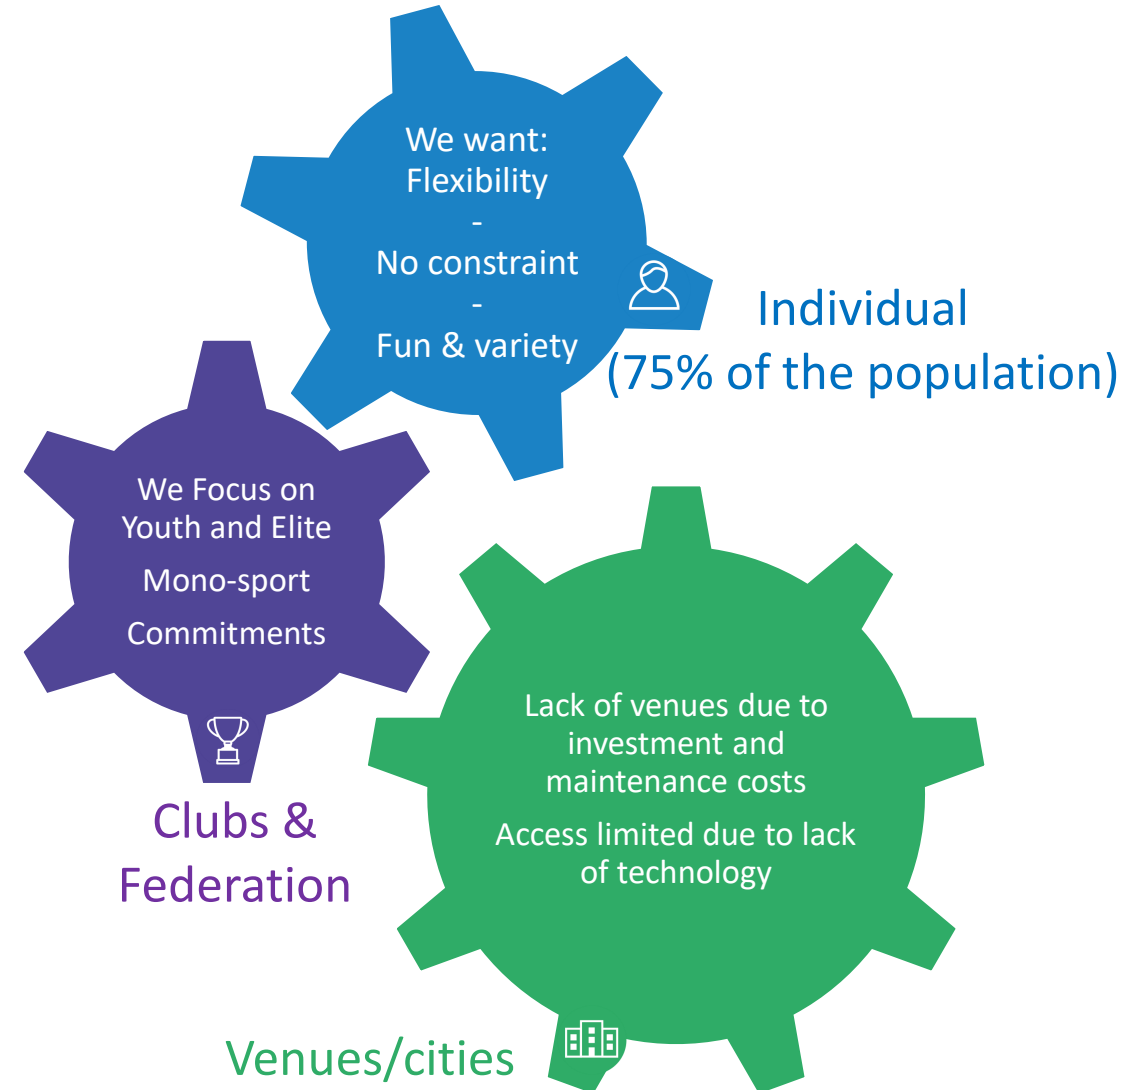 We want:
Flexibility
-
No constraint
-
Fun & variety
Individual
(75% of the population)
We Focus on
Youth and Elite
Mono-sport
Commitments
Clubs &
Federation
Lack of venues due to
investment and
maintenance costs
Access limited due to lack
of technology
Venues/cities